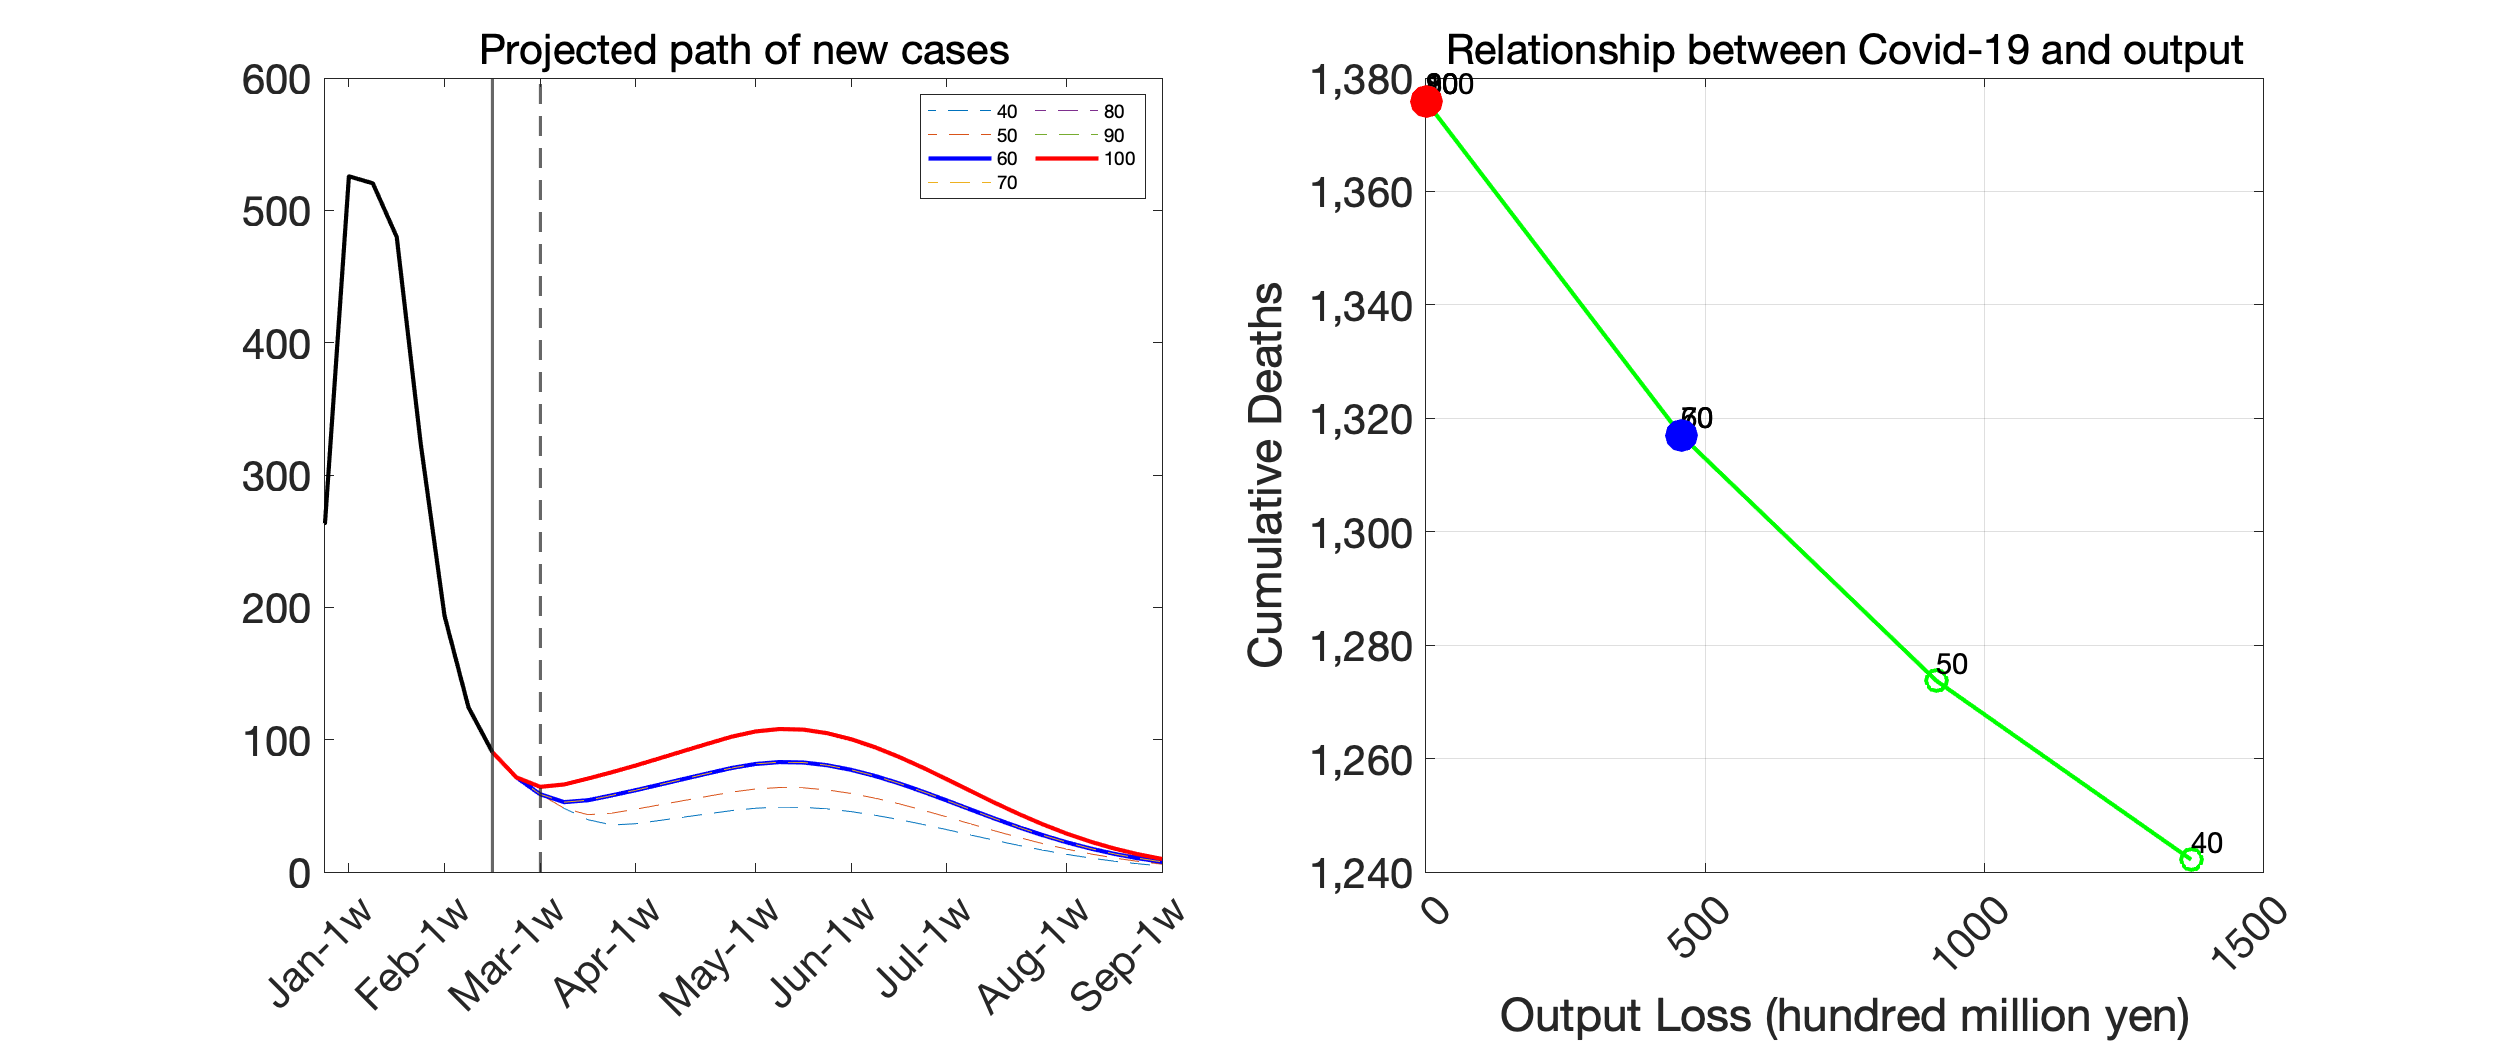 Projected path of new cases
600
500
400
300
200
100
0
40
50
60
70
80
90
100
Jan-1w
Feb-1w
Mar-1w
Apr-1w
May-1w
Jun-1w
Jul-1w
Aug-1w
Sep-1w
Relationship between Covid-19 and output
Cumulative Deaths
1,380
1,360
1,340
1,320
1,300
1,280
1,260
1,240
50
40
0
500
1000
1500
Output Loss (hundred million yen)